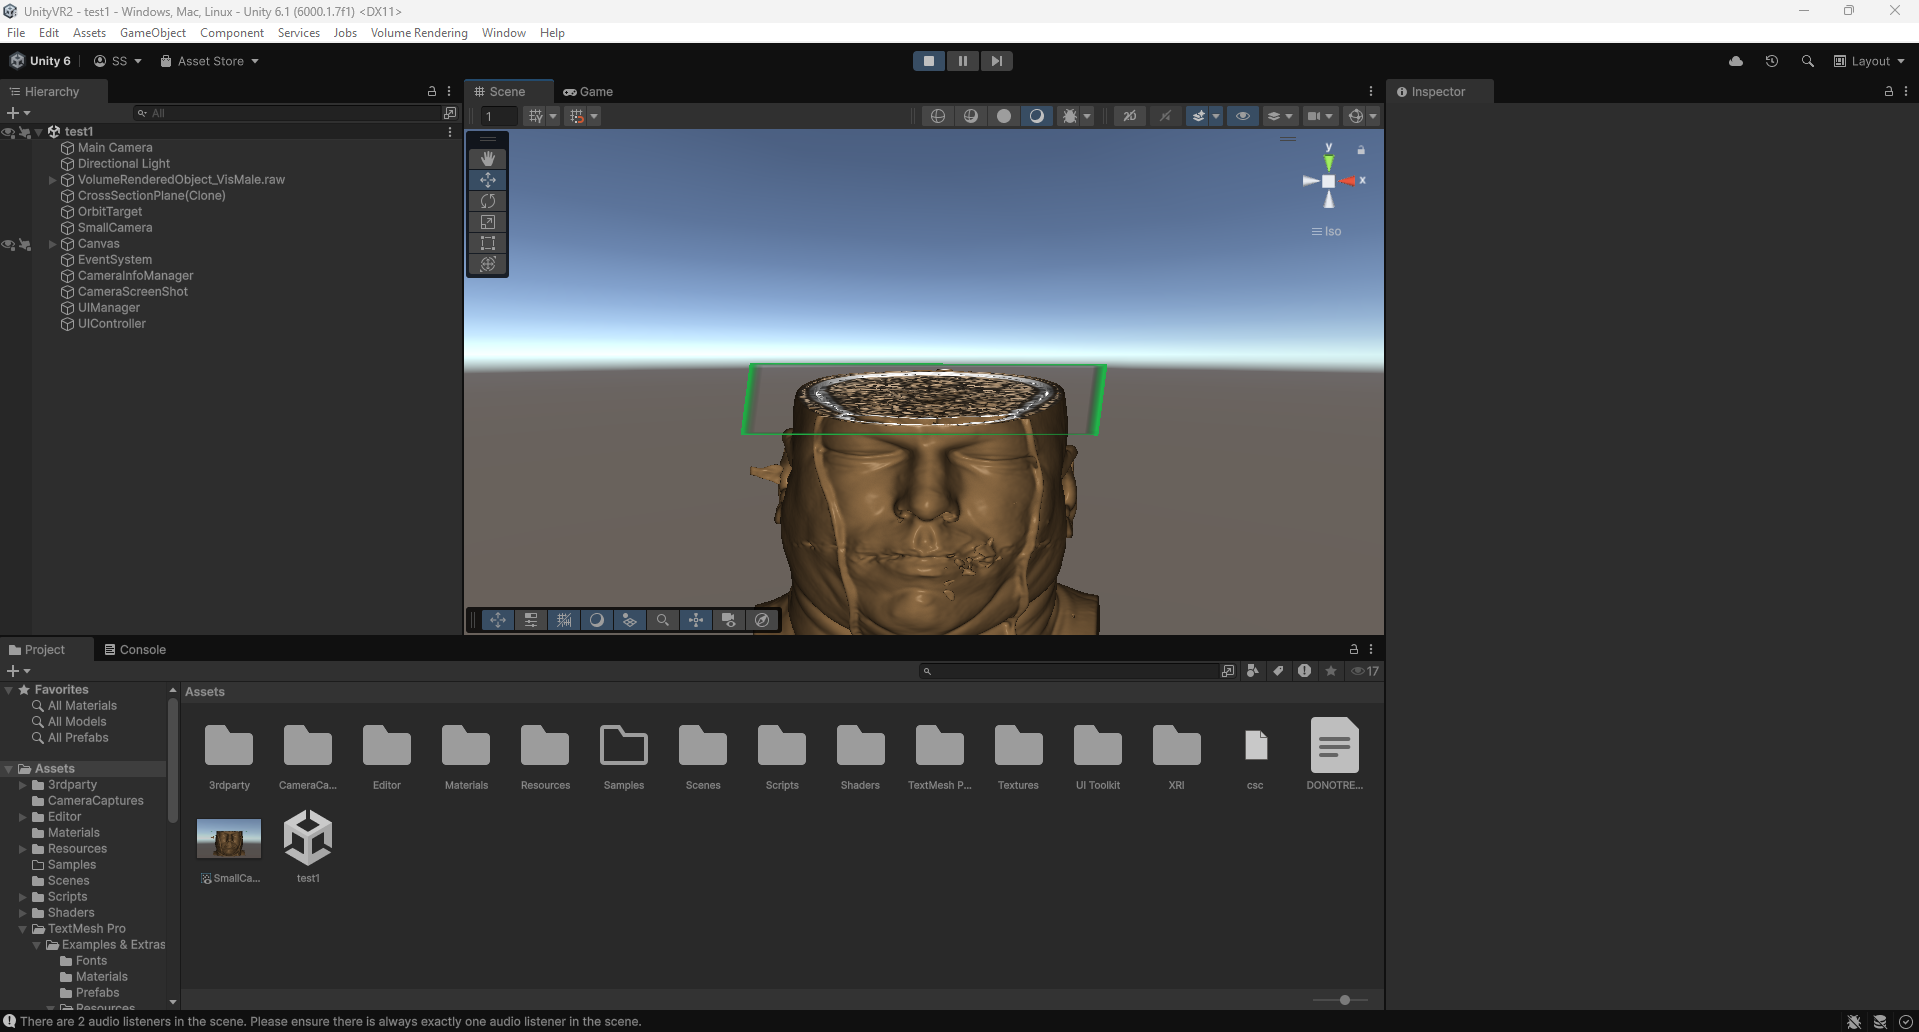 UnityVR2 - test1 - Windows, Mac, Linux - Unity 6.1 (6000.1.7f1) <DX11>
File Edit Assets GameObject Component Services Jobs Volume Rendering Window Help
Unity 6 SS Asset Store Layout
Hierarchy
All
test1
Main Camera
Directional Light
VolumeRenderedObject_VisMale.raw
CrossSectionPlane(Clone)
OrbitTarget
SmallCamera
Canvas
EventSystem
CameraInfoManager
CameraScreenShot
UIManager
UIController
Scene Game
1 2D
y
x
Iso
Inspector
Project Console
17
Favorites
All Materials
All Models
All Prefabs
Assets
3rdparty
CameraCaptures
Editor
Materials
Resources
Samples
Scenes
Scripts
Shaders
TextMesh Pro
Examples & Extras
Fonts
Materials
Prefabs
Resources
Assets
3rdparty CameraCa... Editor Materials Resources Samples Scenes Scripts Shaders TextMesh P... Textures UI Toolkit XRI csc DONOTRE...
SmallCa... test1
There are 2 audio listeners in the scene. Please ensure there is always exactly one audio listener in the scene.